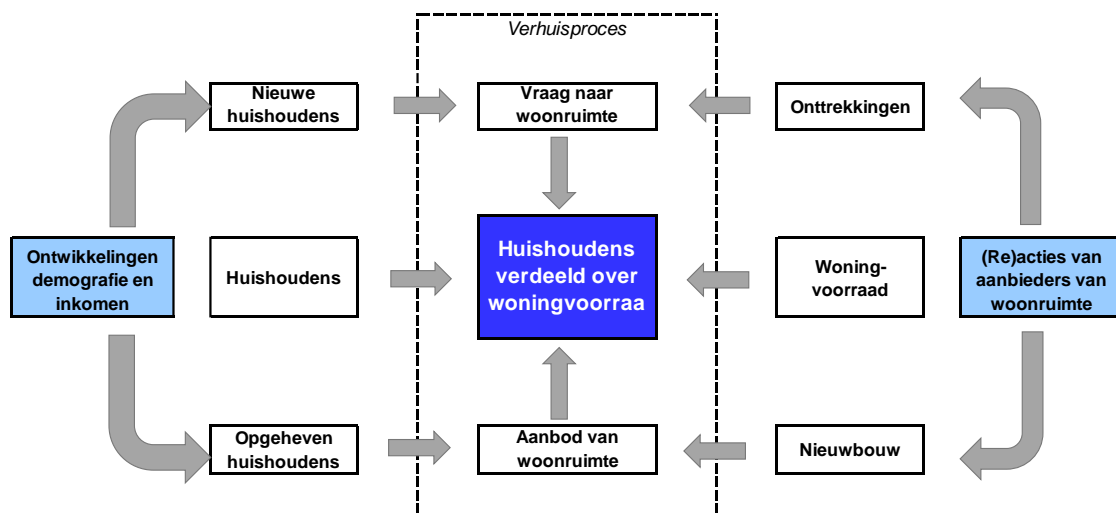 Verhuisproces
Nieuwe
huishoudens
Vraag naar
woonruimte
Onttrekkingen
Ontwikkelingen
demografie en
inkomen
Huishoudens
Huishoudens
verdeeld over
woningvoorraa
Woning-
voorraad
(Re)acties van
aanbieders van
woonruimte
Opgeheven
huishoudens
Aanbod van
woonruimte
Nieuwbouw